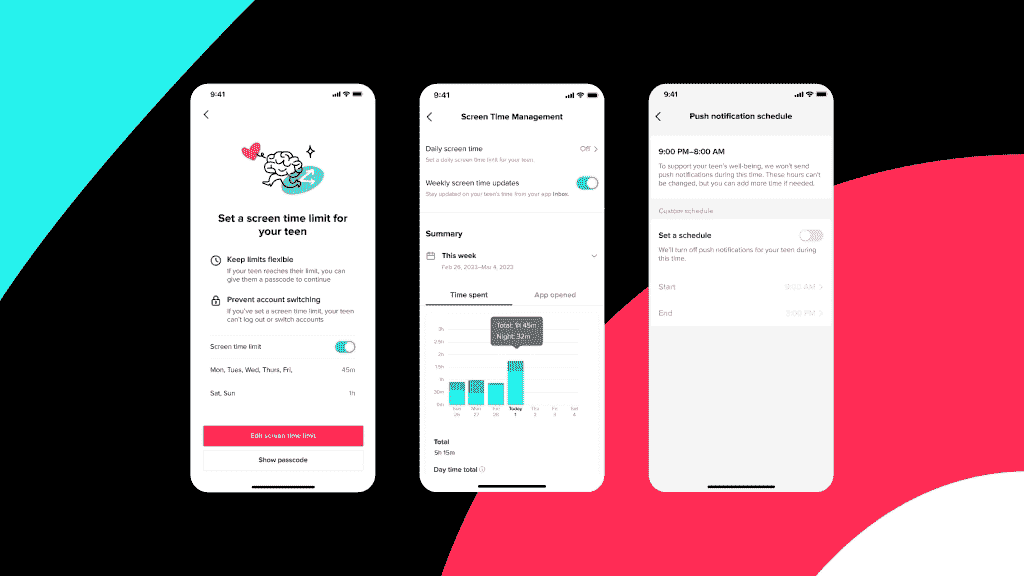 9:41
Set a screen time limit for
your teen
Keep limits flexible
If your teen reaches their limit, you can
give them a passcode to continue
Prevent account switching
If you've set a screen time limit, your teen
can't log out or switch accounts
Screen time limit
Mon, Tues, Wed, Thurs, Fri,
45m
Sat, Sun
1h
Edit screen time limit
Show passcode
9:41
Screen Time Management
Daily screen time
Off
Set a daily screen time limit for your teen
Weekly screen time updates
Stay updated on your teen's time from your app Inbox.
Summary
This week
Feb 26, 2033–Mar 4, 2023
Time spent
App opened
Total: 1h 45m
Night: 32m
3h
2.5h
2h
1.5h
1h
30m
0m
Sun
Mon
Fri
Today
Thu
Fri
Sat
26
27
28
1
2
3
4
Total
5h 15m
Day time total
9:41
Push notification schedule
9:00 PM–8:00 AM
To support your teen's well-being, we won't send
push notifications during this time. These hours can't
be changed, but you can add more time if needed.
Custom schedule
Set a schedule
We'll turn off push notifications for your teen during
this time.
Start
9:00 AM
End
5:00 PM